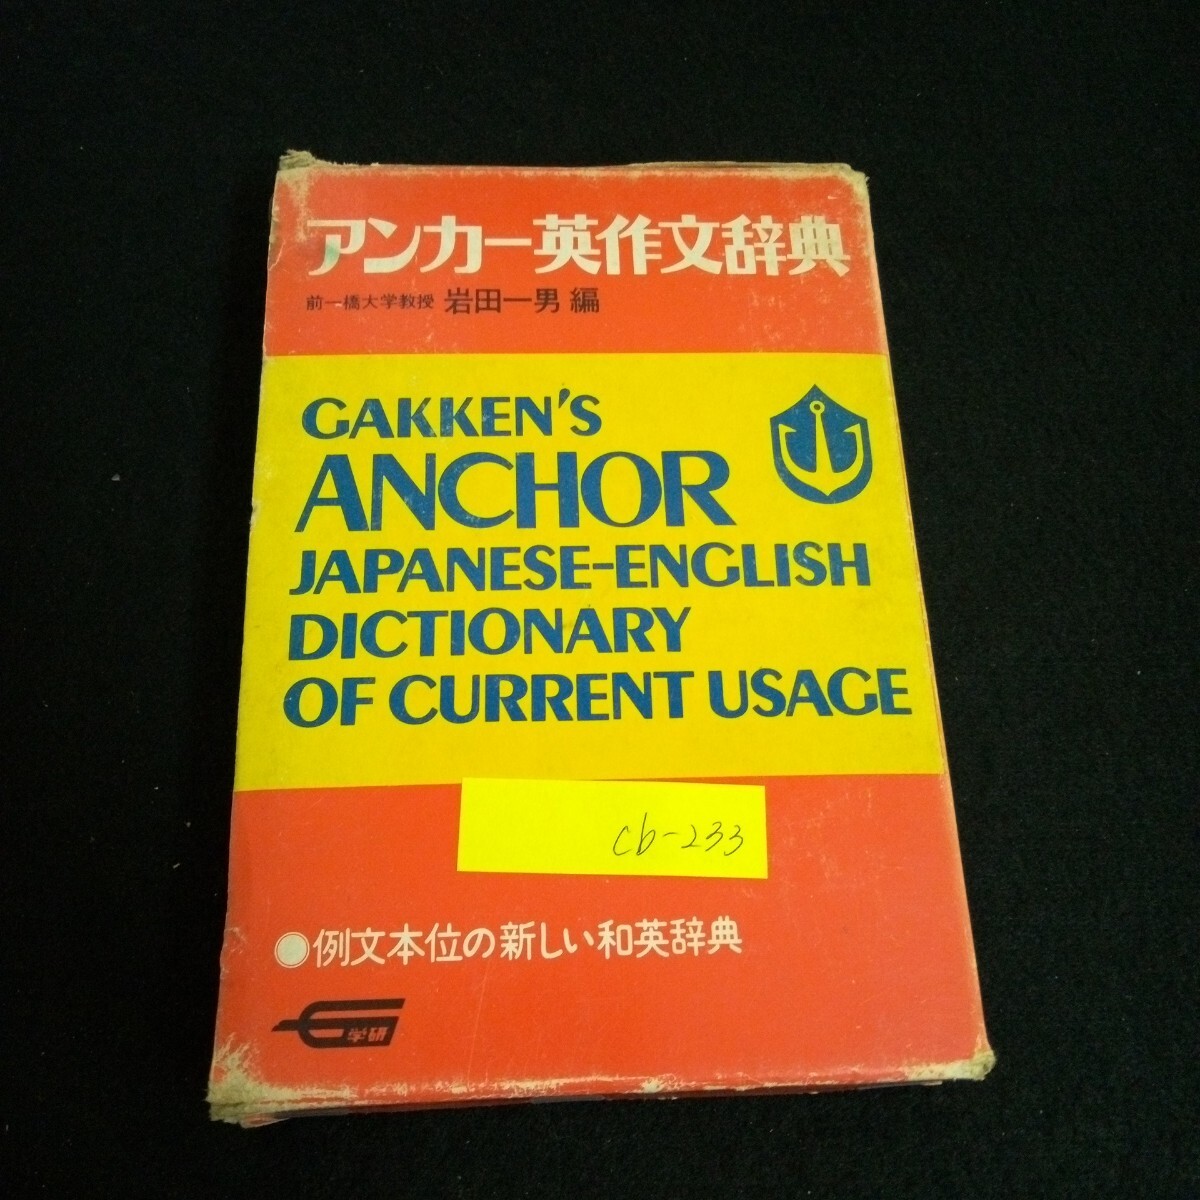 アンカー英作文辞典
前一橋大学教授 岩田一男 編
GAKKEN'S
ANCHOR
JAPANESE-ENGLISH
DICTIONARY
OF CURRENT USAGE
cb-233
◎例文本位の新しい和英辞典
学研